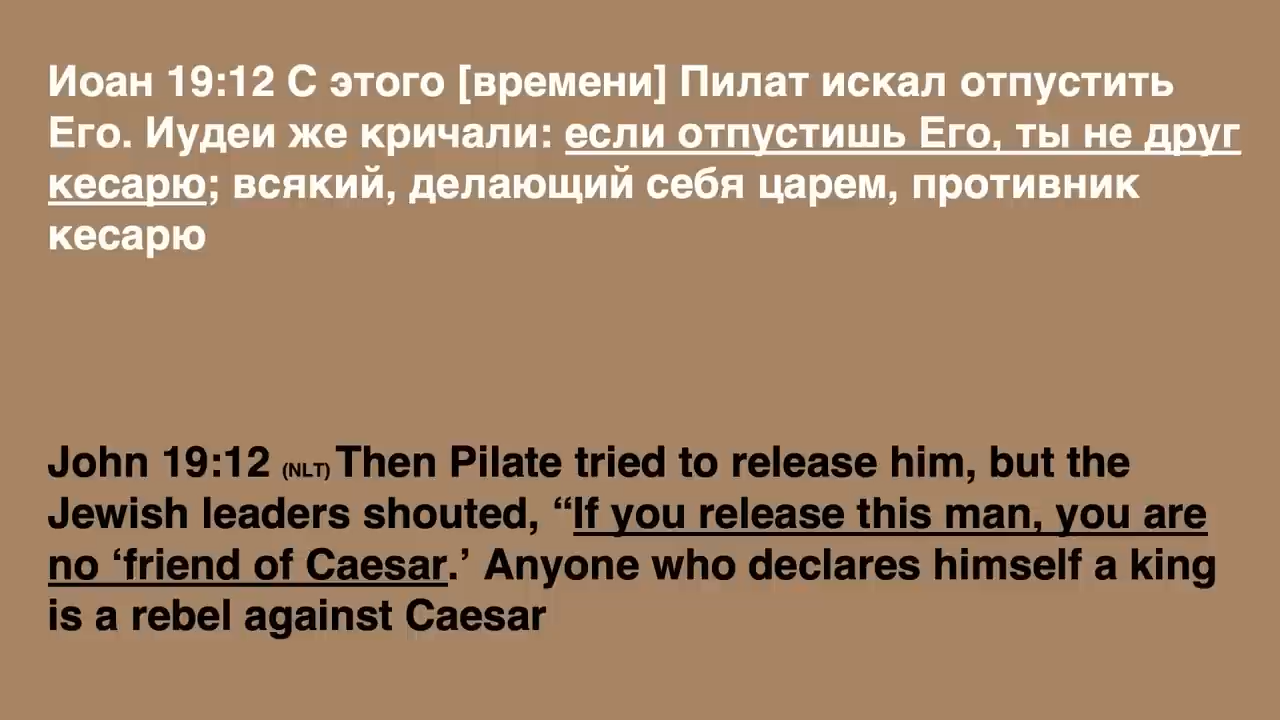 Иоан 19:12 С этого [времени] Пилат искал отпустить
Его. Иудеи же кричали: если отпустишь Его, ты не друг
кесарю; всякий, делающий себя царем, противник
кесарю
John 19:12 (NLT) Then Pilate tried to release him, but the
Jewish leaders shouted, “If you release this man, you are
no ‘friend of Caesar.’ Anyone who declares himself a king
is a rebel against Caesar